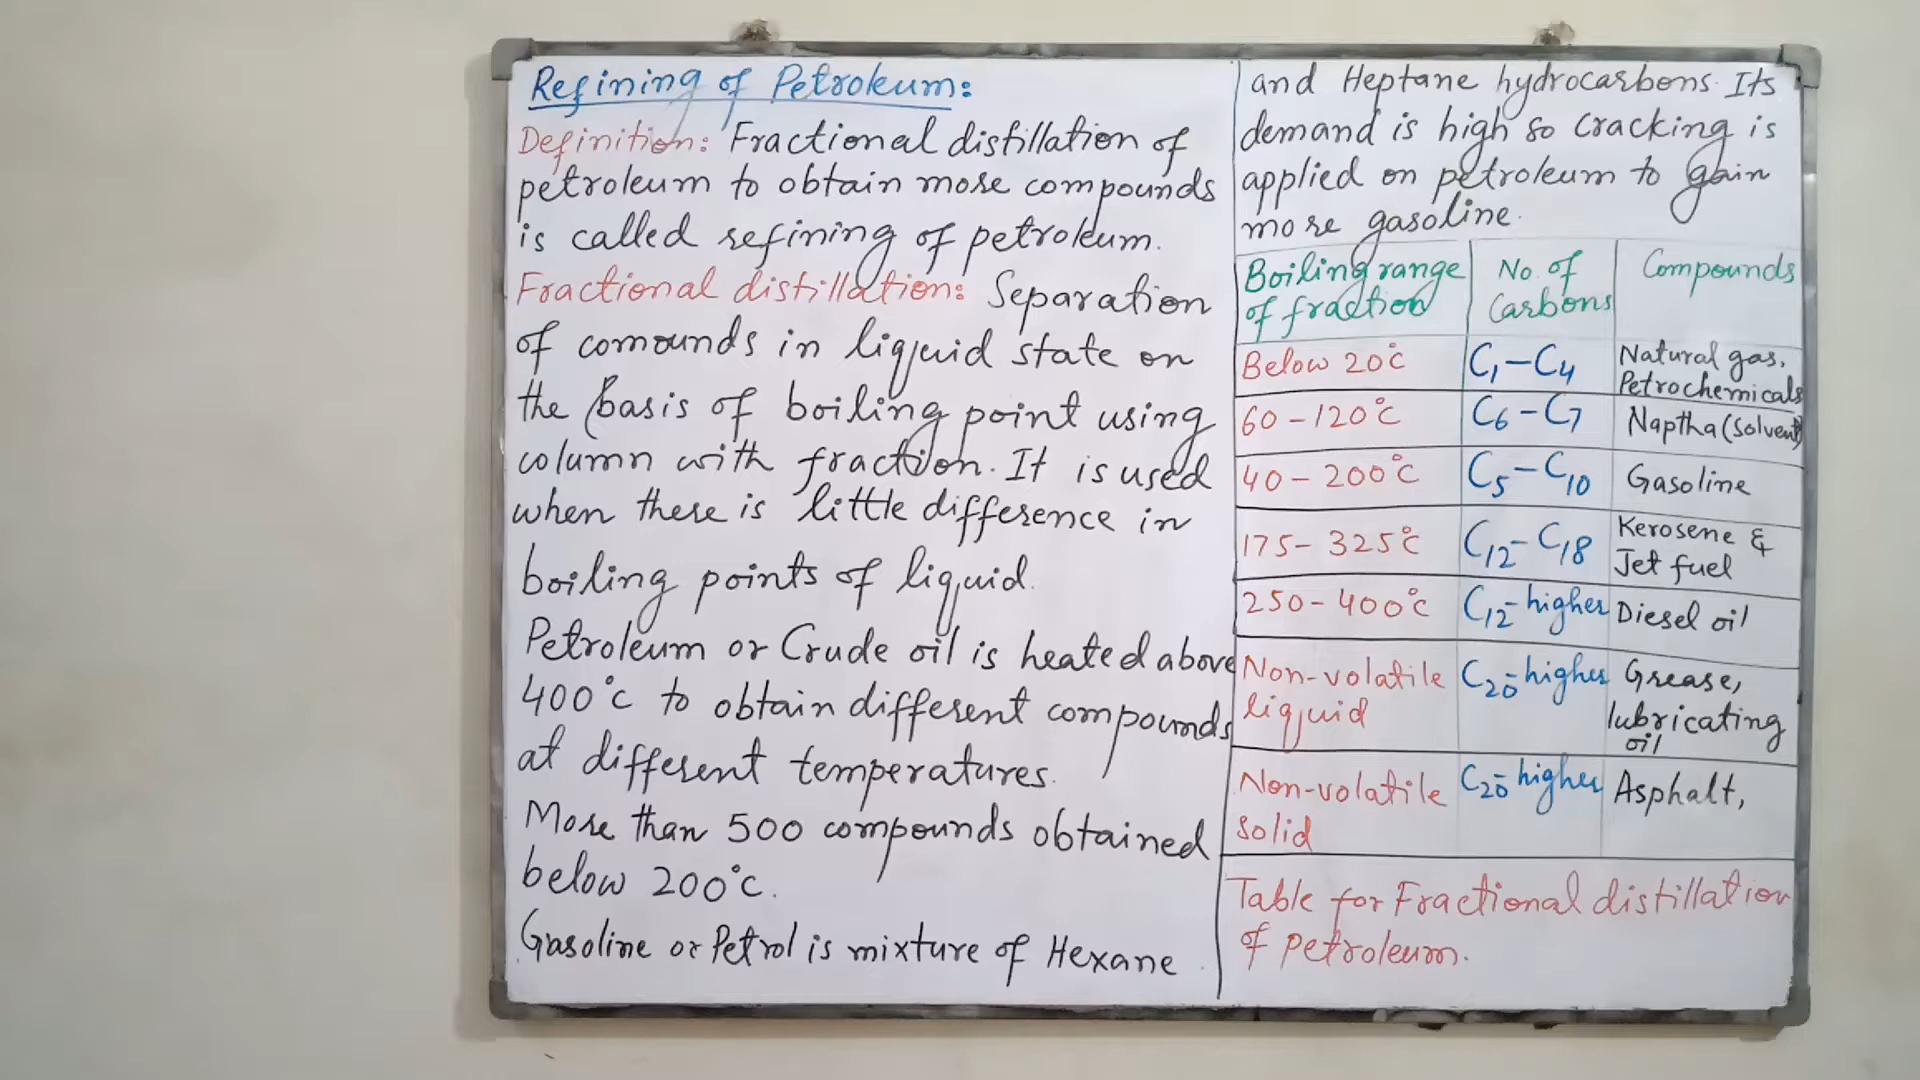 Refining of Petroleum:
Definition: Fractional distillation of
petroleum to obtain more compounds
is called refining of petroleum.
Fractional distillation: Separation
of comounds in liquid state on
the basis of boiling point using
column with fraction. It is used
when there is little difference in
boiling points of liquid.
Petroleum or Crude oil is heated above
400°c to obtain different compounds
at different temperatures.
More than 500 compounds obtained
below 200°c.
Gasoline or Petrol is mixture of Hexane
and Heptane hydrocarbons. Its
demand is high so cracking is
applied on petroleum to gain
more gasoline.
Boiling range of fraction | No. of Carbons | Compounds
Below 20°c | C1-C4 | Natural gas, Petrochemicals
60-120°c | C6-C7 | Naptha (solvent)
40-200°c | C5-C10 | Gasoline
175-325°c | C12-C18 | Kerosene & Jet fuel
250-400°c | C12-higher | Diesel oil
Non-volatile liquid | C20-higher | Grease, lubricating oil
Non-volatile solid | C20-higher | Asphalt,
Table for Fractional distillation
of petroleum.